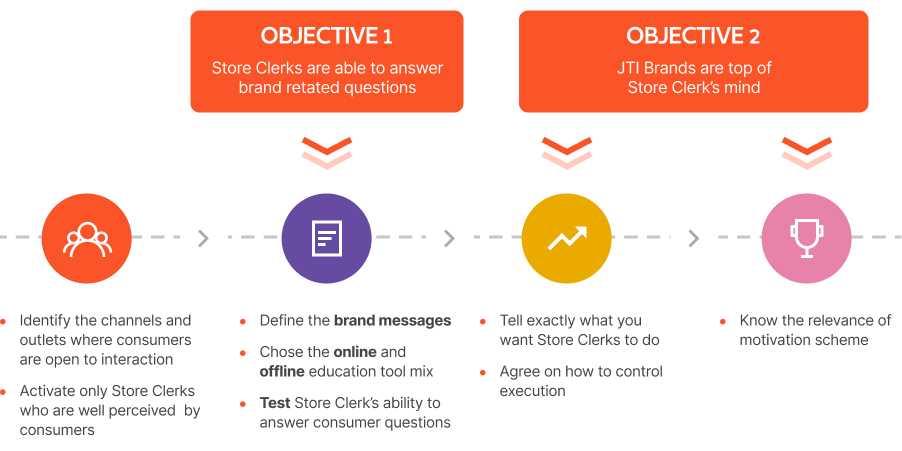 OBJECTIVE 1
Store Clerks are able to answer
brand retated questions
OBJECTIVE 2
JTI Brands are top of
Store Clerk's mind
Identify the channels and
outlets where consumers
are open to interaction
Activate only Store Clerks
who are well perceived by
consumers
Define the brand messages
Chose the online and
offline education tool mix
Test Store Clerk's ability to
answer consumer questions
Tell exactly what you
want Store Clerks to do
Agree on how to control
execution
Know the relevance of
motivation scheme